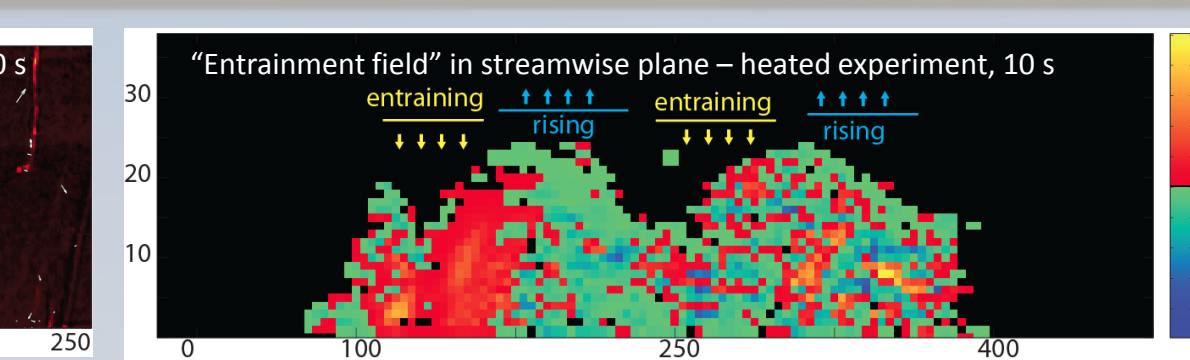 0 s
250
“Entrainment field” in streamwise plane – heated experiment, 10 s
entraining
rising
entraining
rising
30
20
10
0
100
250
400